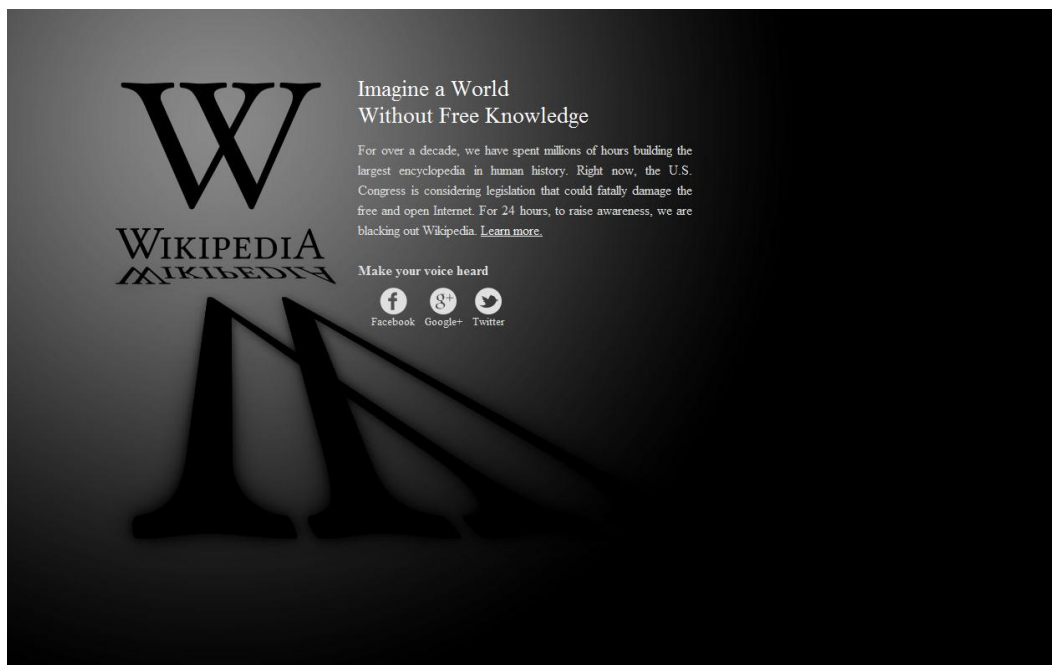 W
WIKIPEDIA
Imagine a World
Without Free Knowledge
For over a decade, we have spent millions of hours building the
largest encyclopedia in human history. Right now, the U.S.
Congress is considering legislation that could fatally damage the
free and open Internet. For 24 hours, to raise awareness, we are
blacking out Wikipedia. Learn more.
Make your voice heard
f g+
Facebook Google+ Twitter